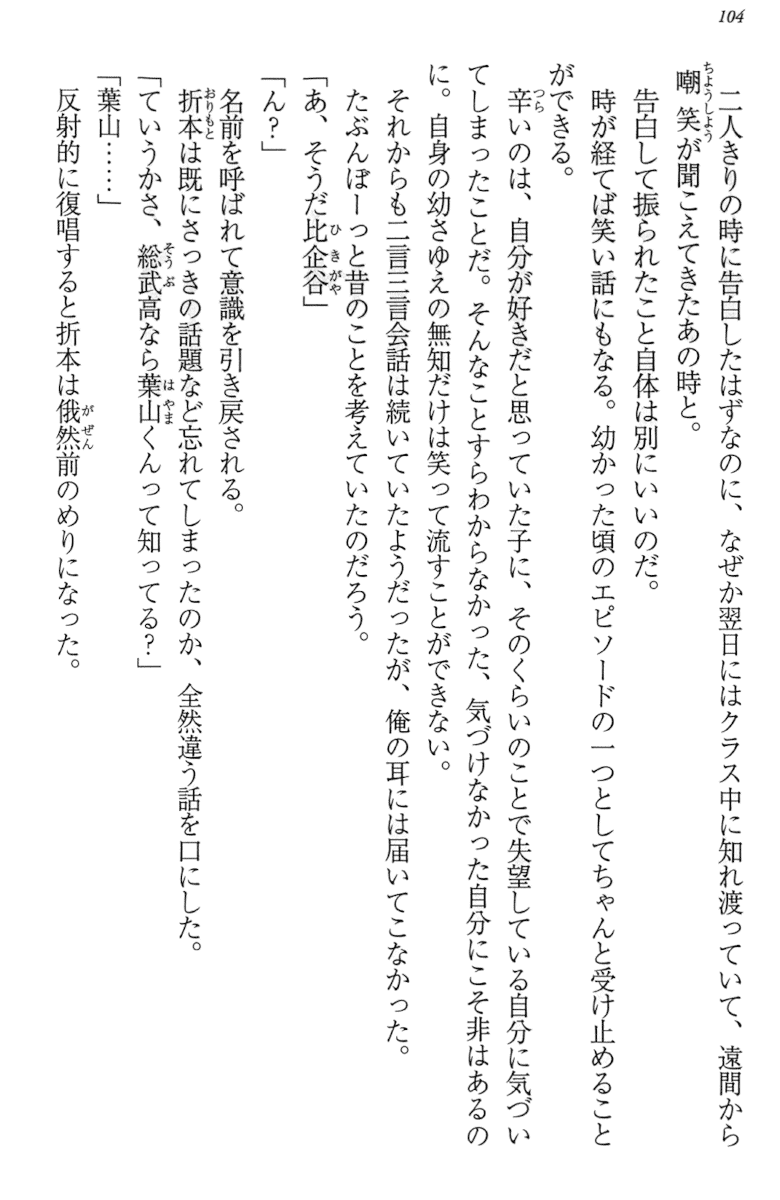 104
二人きりの時に告白したはずなのに、なぜか翌日にはクラス中に知れ渡っていて、遠間から
嘲笑が聞こえてきたあの時と。
告白して振られたこと自体は別にいいのだ。
時が経てば笑い話にもなる。幼かった頃のエピソードの一つとしてちゃんと受け止めること
ができる。
辛いのは、自分が好きだと思っていた子に、そのくらいのことで失望している自分に気づい
てしまったことだ。そんなことすらわからなかった、気づけなかった自分にこそ非はあるの
に。自身の幼さゆえの無知だけは笑って流すことができない。
それからも二言三言会話は続いていたようだったが、俺の耳には届いてこなかった。
たぶんぼーっと昔のことを考えていたのだろう。
「あ、そうだ比企谷」
「ん?」
名前を呼ばれて意識を引き戻される。
折本は既にさっきの話題など忘れてしまったのか、全然違う話を口にした。
「ていうかさ、総武高なら葉山くんって知ってる?」
「葉山……」
反射的に復唱すると折本は俄然前のめりになった。